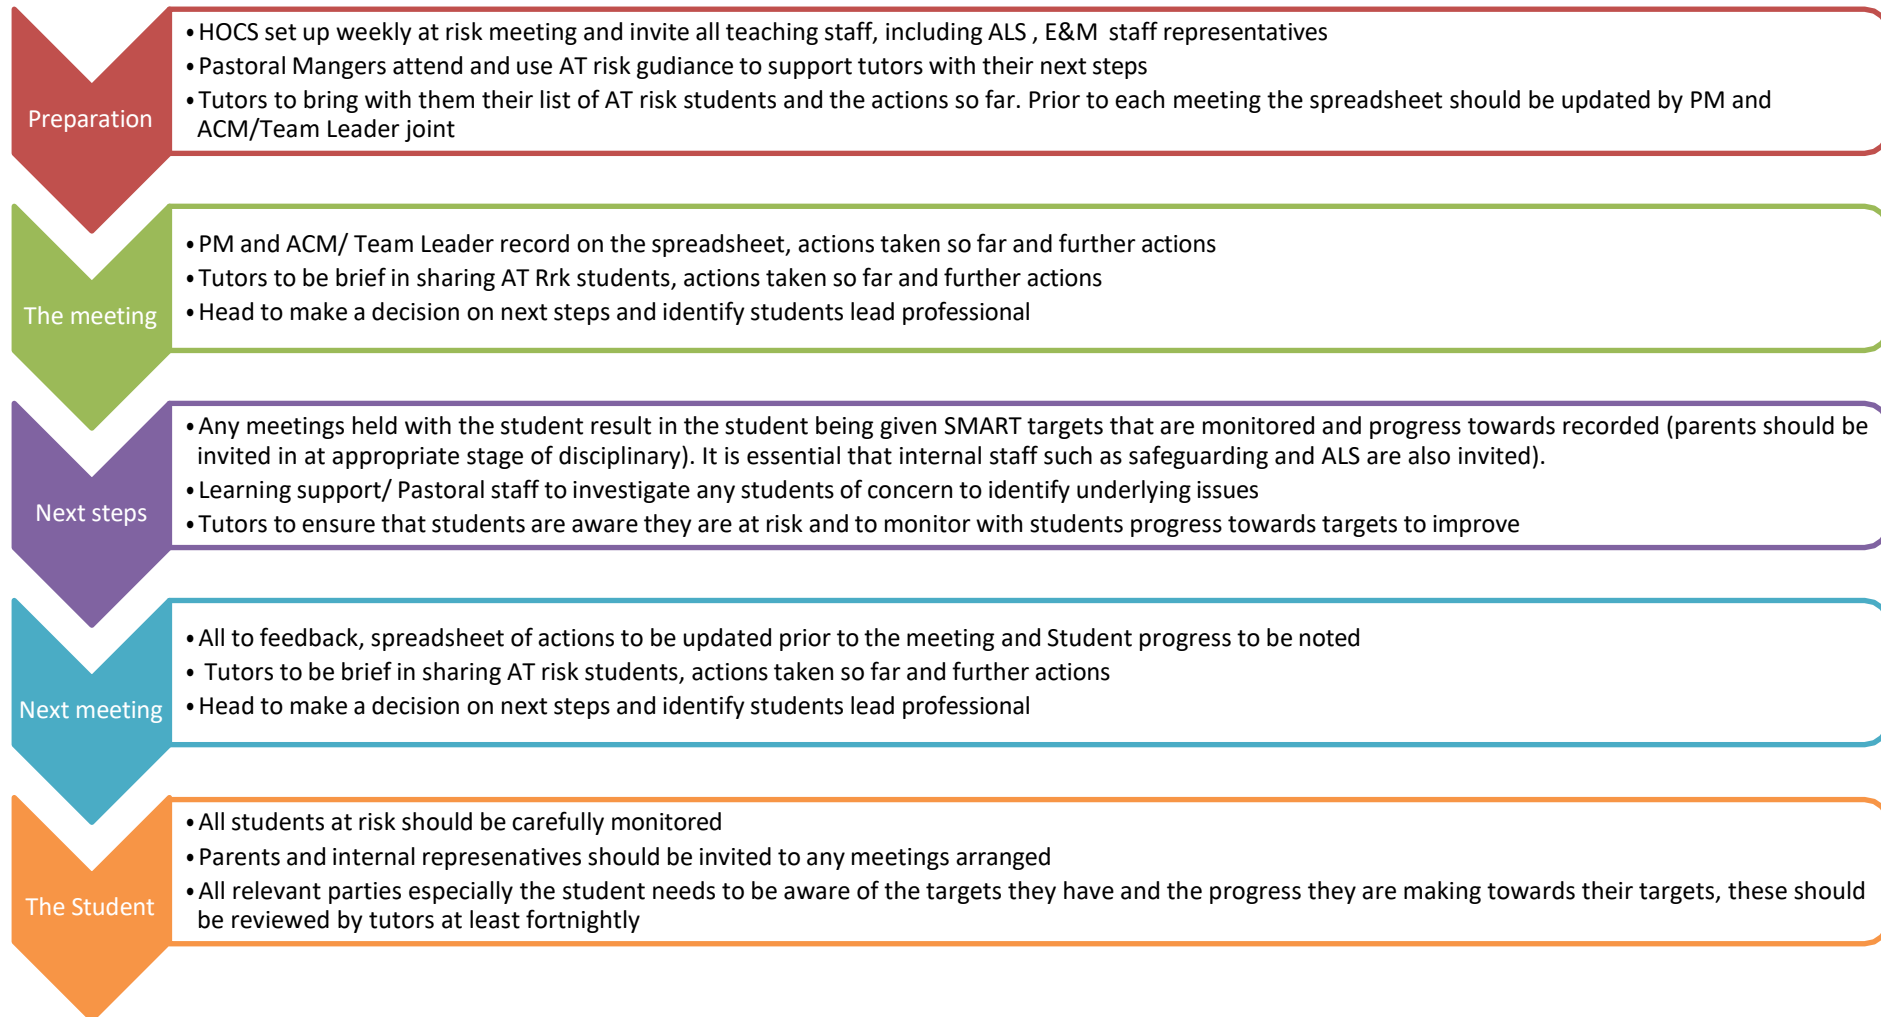 Preparation
• HOCS set up weekly at risk meeting and invite all teaching staff, including ALS , E&M  staff representatives
• Pastoral Mangers attend and use AT risk gudiance to support tutors with their next steps
• Tutors to bring with them their list of AT risk students and the actions so far. Prior to each meeting the spreadsheet should be updated by PM and
ACM/Team Leader joint
The meeting
• PM and ACM/ Team Leader record on the spreadsheet, actions taken so far and further actions
• Tutors to be brief in sharing AT Rrk students, actions taken so far and further actions
• Head to make a decision on next steps and identify students lead professional
Next steps
• Any meetings held with the student result in the student being given SMART targets that are monitored and progress towards recorded (parents should be
invited in at appropriate stage of disciplinary). It is essential that internal staff such as safeguarding and ALS are also invited).
• Learning support/ Pastoral staff to investigate any students of concern to identify underlying issues
• Tutors to ensure that students are aware they are at risk and to monitor with students progress towards targets to improve
Next meeting
• All to feedback, spreadsheet of actions to be updated prior to the meeting and Student progress to be noted
• Tutors to be brief in sharing AT risk students, actions taken so far and further actions
• Head to make a decision on next steps and identify students lead professional
The Student
• All students at risk should be carefully monitored
• Parents and internal represenatives should be invited to any meetings arranged
• All relevant parties especially the student needs to be aware of the targets they have and the progress they are making towards their targets, these should
be reviewed by tutors at least fortnightly